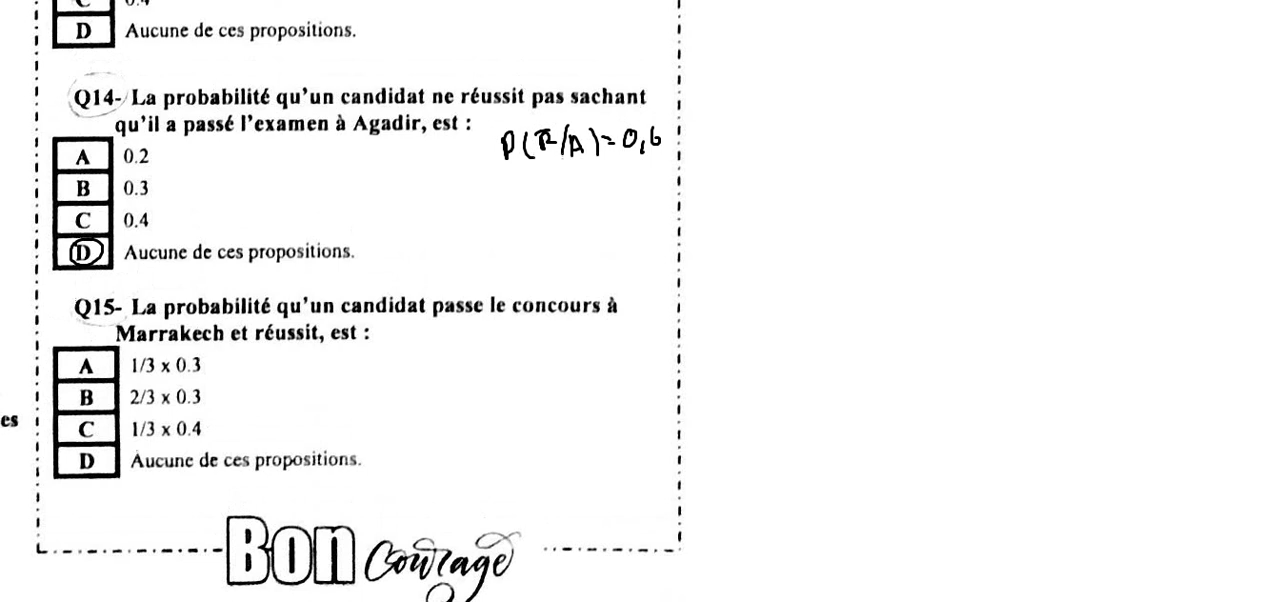 D Aucune de ces propositions.
Q14- La probabilité qu'un candidat ne réussit pas sachant
qu'il a passé l'examen à Agadir, est :
P(R̅/A)=0,6
A 0.2
B 0.3
C 0.4
D Aucune de ces propositions.
Q15- La probabilité qu'un candidat passe le concours à
Marrakech et réussit, est :
A 1/3 x 0.3
B 2/3 x 0.3
es
C 1/3 x 0.4
D Aucune de ces propositions.
Bon courage